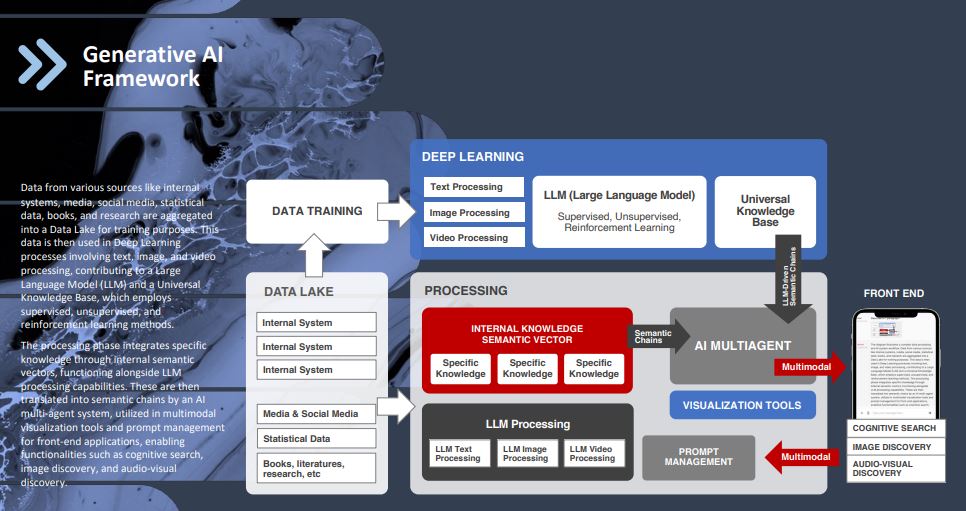 Generative AI
Framework
Data from various sources like internal
systems, media, social media, statistical
data, books, and research are aggregated
into a Data Lake for training purposes. This
data is then used in Deep Learning
processes involving text, image, and video
processing, contributing to a Large
Language Model (LLM) and a Universal
Knowledge Base, which employs
supervised, unsupervised, and
reinforcement learning methods.
The processing phase integrates specific
knowledge through internal semantic
vectors, functioning alongside LLM
processing capabilities. These are then
translated into semantic chains by an AI
multi-agent system, utilized in multimodal
visualization tools and prompt management
for front-end applications, enabling
functionalities such as cognitive search,
image discovery, and audio-visual
discovery.
DATA TRAINING
DATA LAKE
Internal System
Internal System
Internal System
Media & Social Media
Statistical Data
Books, literatures,
research, etc
DEEP LEARNING
Text Processing
Image Processing
Video Processing
LLM (Large Language Model)
Supervised, Unsupervised,
Reinforcement Learning
Universal
Knowledge
Base
LLM-Driven
Semantic Chains
PROCESSING
INTERNAL KNOWLEDGE
SEMANTIC VECTOR
Specific
Knowledge
Specific
Knowledge
Specific
Knowledge
Semantic
Chains
LLM Processing
LLM Text
Processing
LLM Image
Processing
LLM Video
Processing
AI MULTIAGENT
VISUALIZATION TOOLS
PROMPT
MANAGEMENT
Multimodal
Multimodal
FRONT END
COGNITIVE SEARCH
IMAGE DISCOVERY
AUDIO-VISUAL
DISCOVERY